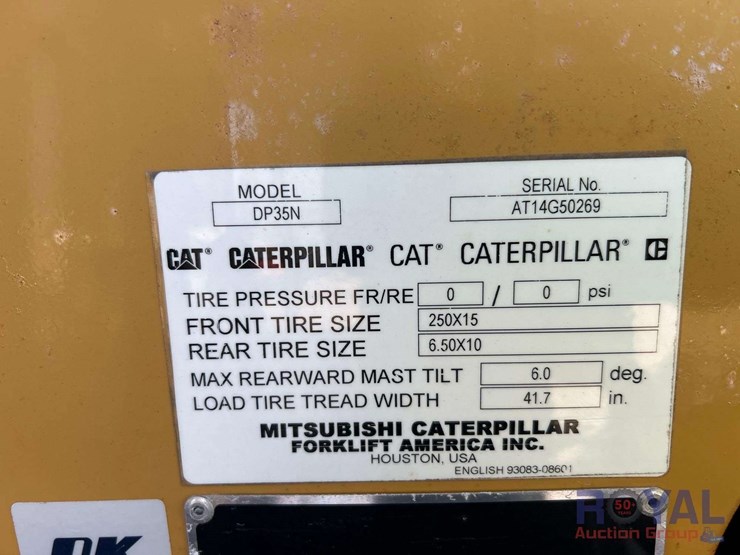 MODEL
DP35N
SERIAL No.
AT14G50269
CAT® CATERPILLAR® CAT® CATERPILLAR® C
TIRE PRESSURE FR/RE 0 / 0 psi
FRONT TIRE SIZE 250X15
REAR TIRE SIZE 6.50X10
MAX REARWARD MAST TILT 6.0 deg.
LOAD TIRE TREAD WIDTH 41.7 in.
MITSUBISHI CATERPILLAR
FORKLIFT AMERICA INC.
HOUSTON, USA
ENGLISH 93083-08601
ROYAL
50
Auction Group